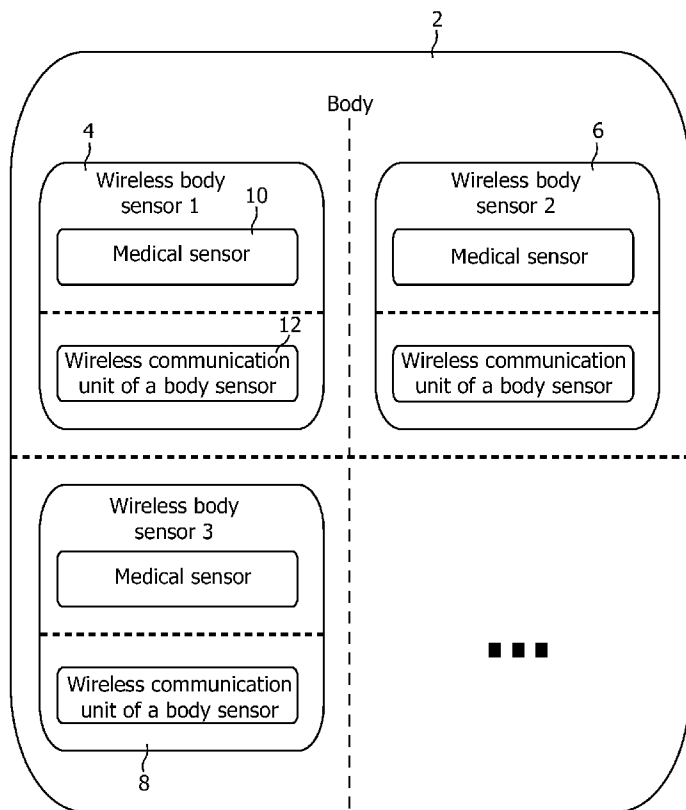 2
Body
4
Wireless body
sensor 1
10
Medical sensor
12
Wireless communication
unit of a body sensor
6
Wireless body
sensor 2
Medical sensor
Wireless communication
unit of a body sensor
Wireless body
sensor 3
Medical sensor
Wireless communication
unit of a body sensor
8